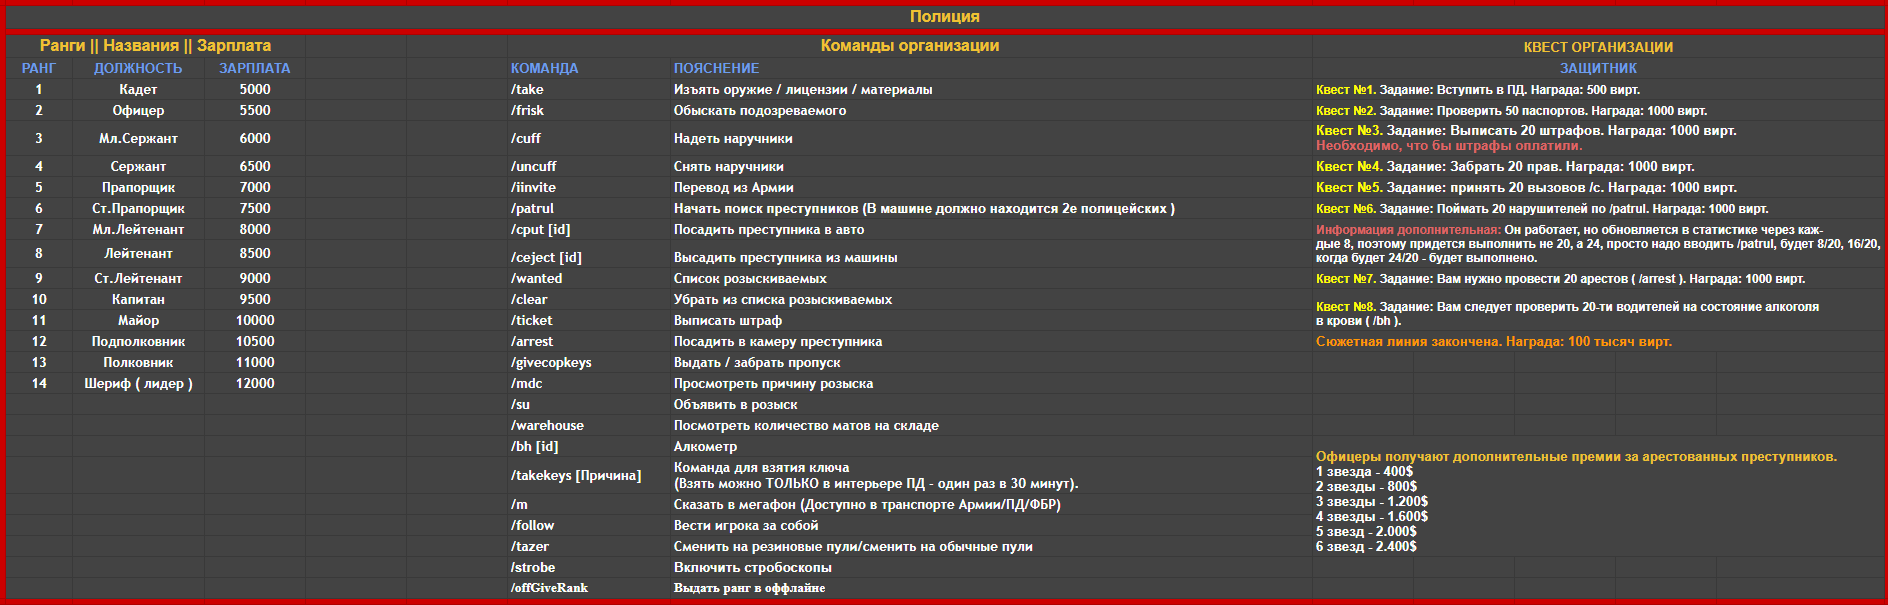 Полиция
Ранги || Названия || Зарплата
РАНГ ДОЛЖНОСТЬ ЗАРПЛАТА
1 Кадет 5000
2 Офицер 5500
3 Мл.Сержант 6000
4 Сержант 6500
5 Прапорщик 7000
6 Ст.Прапорщик 7500
7 Мл.Лейтенант 8000
8 Лейтенант 8500
9 Ст.Лейтенант 9000
10 Капитан 9500
11 Майор 10000
12 Подполковник 10500
13 Полковник 11000
14 Шериф ( лидер ) 12000
Команды организации
КОМАНДА ПОЯСНЕНИЕ
/take Изъять оружие / лицензии / материалы
/frisk Обыскать подозреваемого
/cuff Надеть наручники
/uncuff Снять наручники
/iinvite Перевод из Армии
/patrul Начать поиск преступников (В машине должно находится 2е полицейских )
/cput [id] Посадить преступника в авто
/ceject [id] Высадить преступника из машины
/wanted Список розыскиваемых
/clear Убрать из списка розыскиваемых
/ticket Выписать штраф
/arrest Посадить в камеру преступника
/givecopkeys Выдать / забрать пропуск
/mdc Просмотреть причину розыска
/su Объявить в розыск
/warehouse Посмотреть количество матов на складе
/bh [id] Алкометр
/takekeys [Причина] Команда для взятия ключа
(Взять можно ТОЛЬКО в интерьере ПД - один раз в 30 минут).
/m Сказать в мегафон (Доступно в транспорте Армии/ПД/ФБР)
/follow Вести игрока за собой
/tazer Сменить на резиновые пули/сменить на обычные пули
/strobe Включить стробоскопы
/offGiveRank Выдать ранг в оффлайне
КВЕСТ ОРГАНИЗАЦИИ
ЗАЩИТНИК
Квест №1. Задание: Вступить в ПД. Награда: 500 вирт.
Квест №2. Задание: Проверить 50 паспортов. Награда: 1000 вирт.
Квест №3. Задание: Выписать 20 штрафов. Награда: 1000 вирт.
Необходимо, что бы штрафы оплатили.
Квест №4. Задание: Забрать 20 прав. Награда: 1000 вирт.
Квест №5. Задание: принять 20 вызовов /с. Награда: 1000 вирт.
Квест №6. Задание: Поймать 20 нарушителей по /patrul. Награда: 1000 вирт.
Информация дополнительная: Он работает, но обновляется в статистике через каж-
дые 8, поэтому придется выполнить не 20, а 24, просто надо вводить /patrul, будет 8/20, 16/20,
когда будет 24/20 - будет выполнено.
Квест №7. Задание: Вам нужно провести 20 арестов ( /arrest ). Награда: 1000 вирт.
Квест №8. Задание: Вам следует проверить 20-ти водителей на состояние алкоголя
в крови ( /bh ).
Сюжетная линия закончена. Награда: 100 тысяч вирт.
Офицеры получают дополнительные премии за арестованных преступников.
1 звезда - 400$
2 звезды - 800$
3 звезды - 1.200$
4 звезды - 1.600$
5 звезд - 2.000$
6 звезд - 2.400$